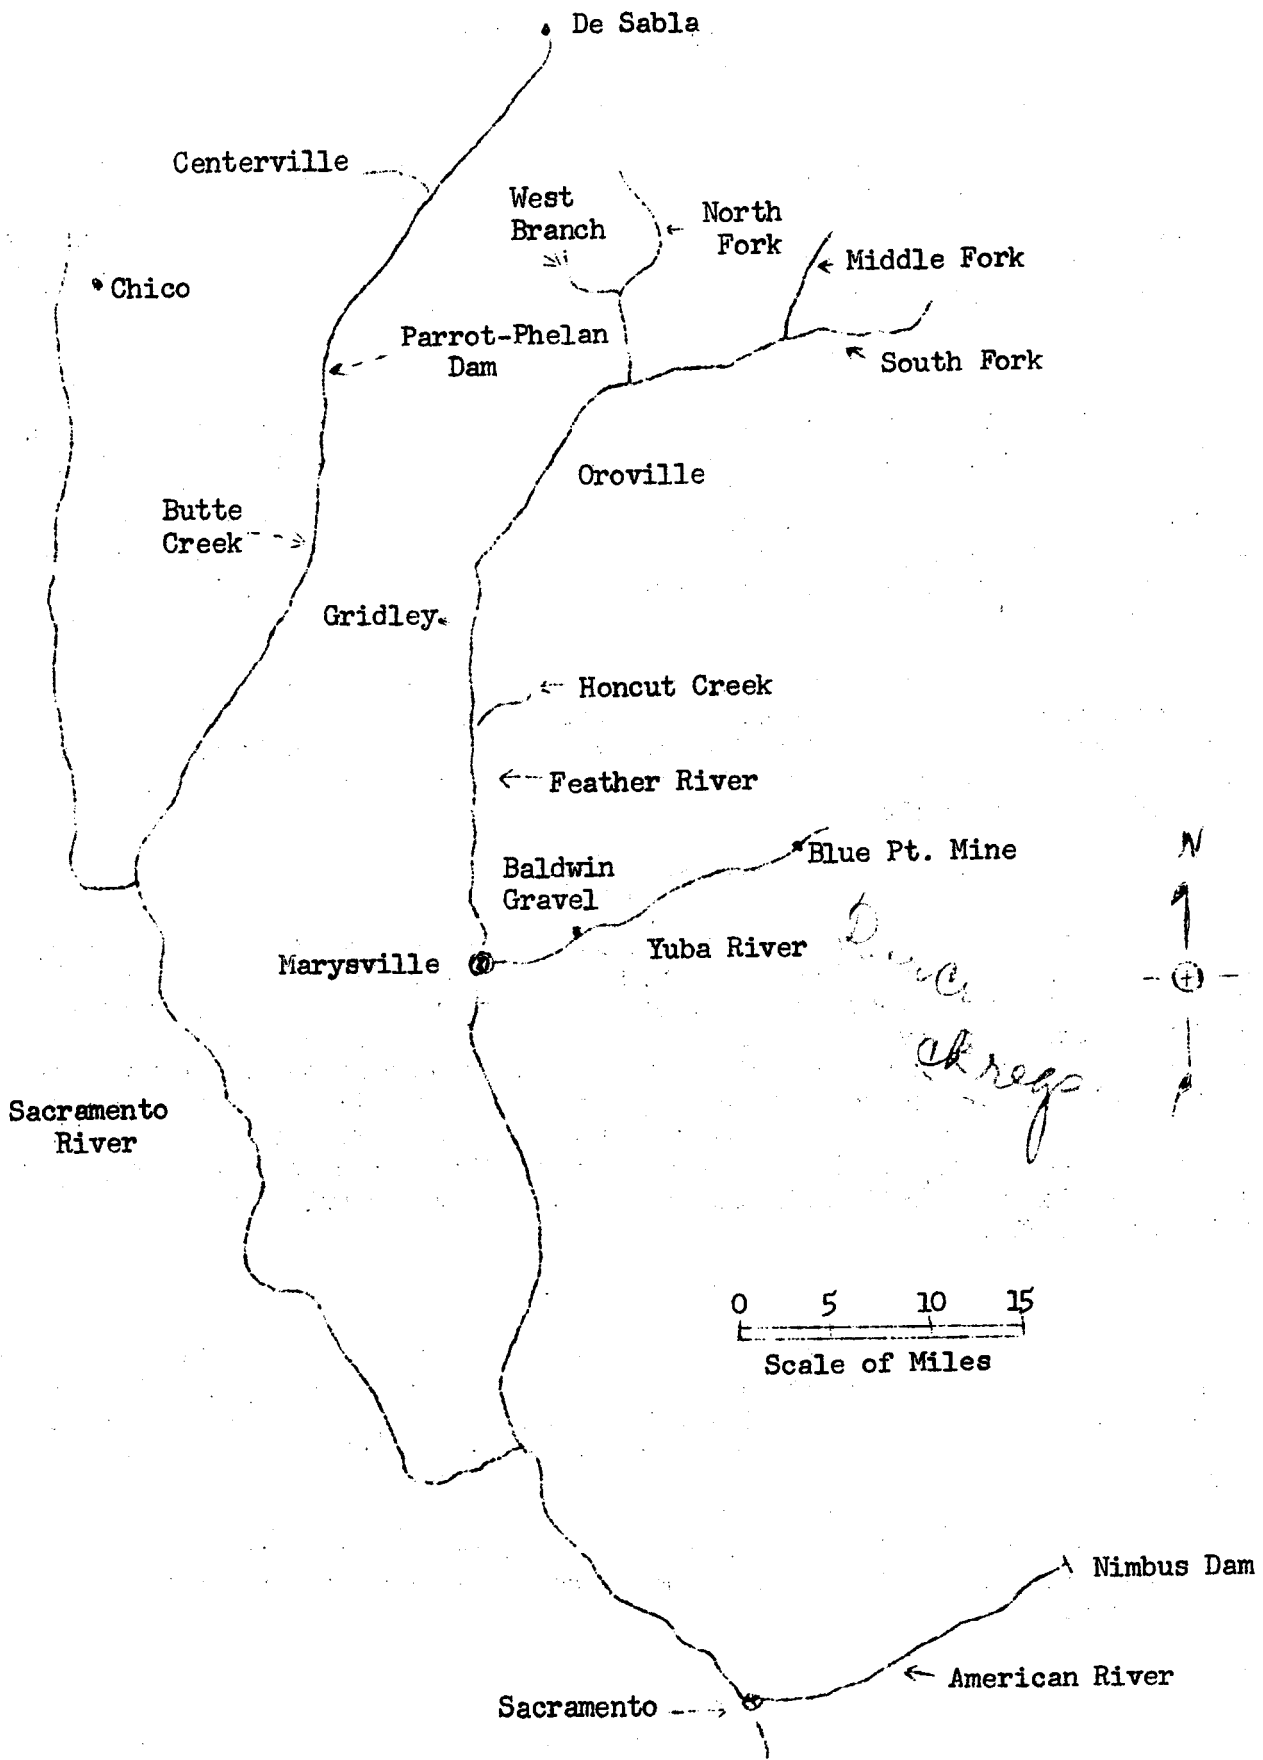 De Sabla
Centerville
West
Branch
North
Fork
Middle Fork
Chico
Parrot-Phelan
Dam
South Fork
Oroville
Butte
Creek
Gridley
Honcut Creek
Feather River
Blue Pt. Mine
Baldwin
Gravel
N
Yuba River
Marysville
Sacramento
River
0 5 10 15
Scale of Miles
Nimbus Dam
American River
Sacramento